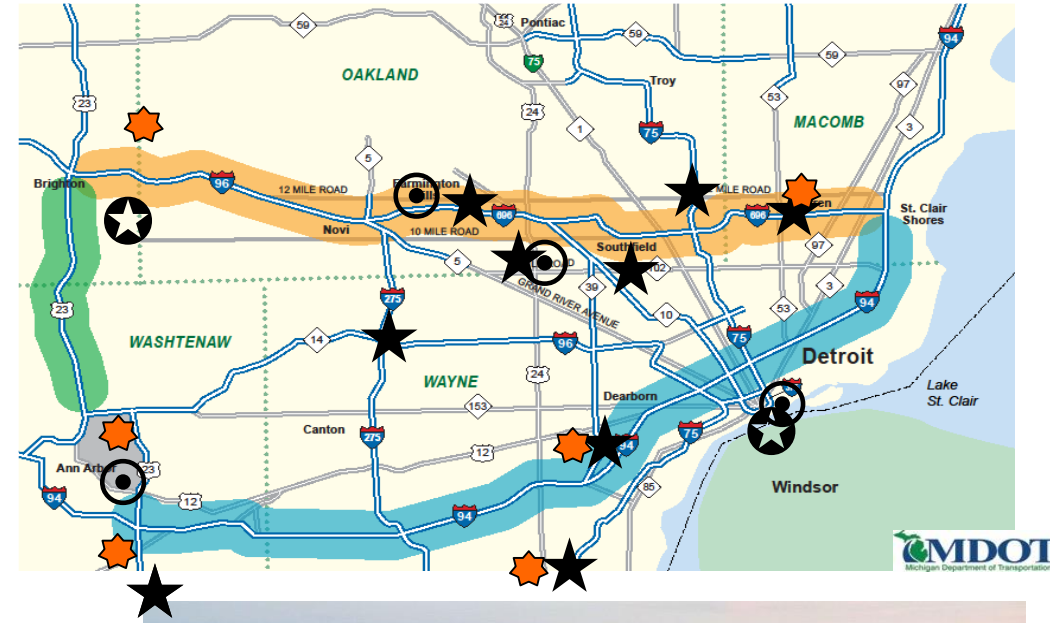 59
24
Pontiac
59
94
OAKLAND
75
59
23
Troy
97
53
24
1
75
MACOMB
3
5
Brighton
96
12 MILE ROAD
Farmington
MILE ROAD
696
696
St. Clair
Shores
Novi
10 MILE ROAD
Southfield
97
5
ROAD
102
GRAND RIVER AVENUE
39
3
275
94
23
10
53
WASHTENAW
14
96
75
Detroit
WAYNE
24
Lake
St. Clair
153
Dearborn
Canton
275
75
94
12
Ann Arbor
23
85
Windsor
94
12
94
MDOT
Michigan Department of Transportation